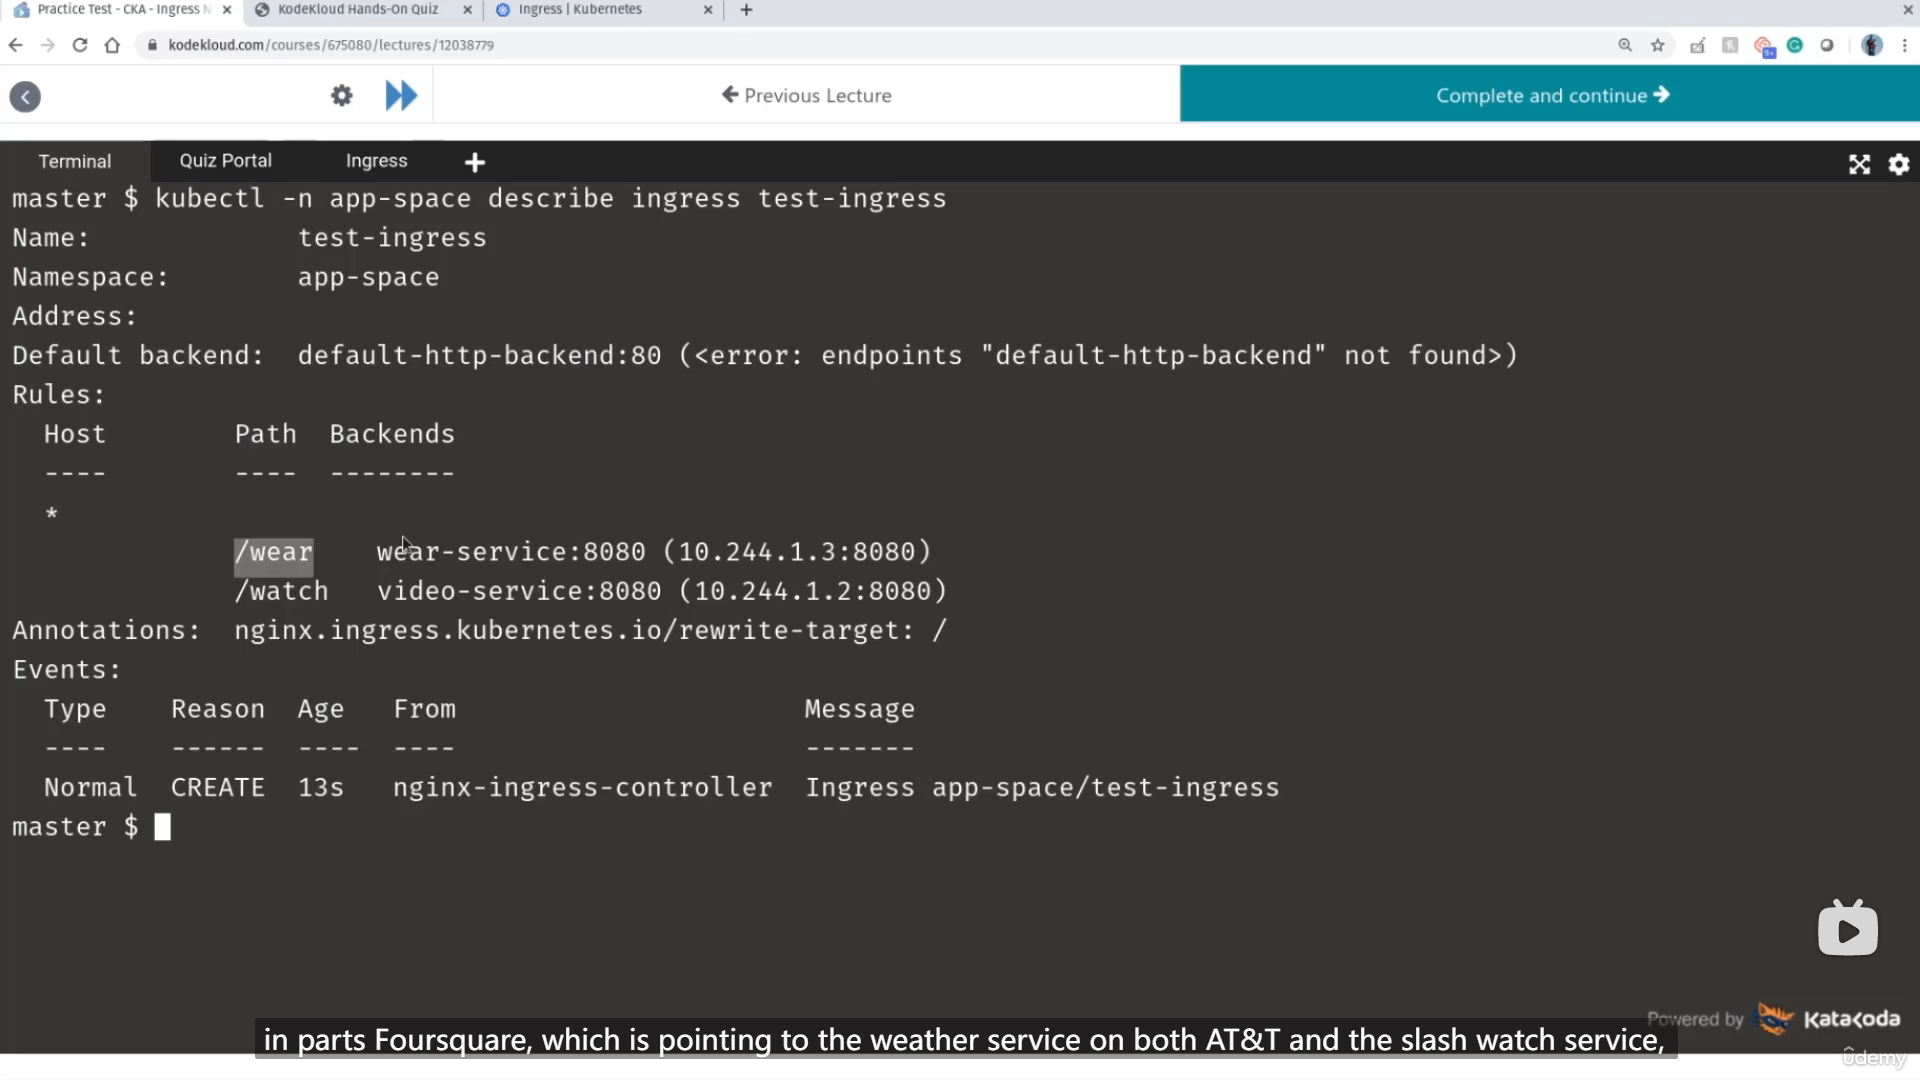 Practice Test - CKA - Ingress N
KodeKloud Hands-On Quiz
Ingress | Kubernetes
kodekloud.com/courses/675080/lectures/12038779
Previous Lecture
Complete and continue
Terminal
Quiz Portal
Ingress
master $ kubectl -n app-space describe ingress test-ingress
Name: test-ingress
Namespace: app-space
Address:
Default backend: default-http-backend:80 (<error: endpoints "default-http-backend" not found>)
Rules:
Host Path Backends
---- ---- --------
*
/wear wear-service:8080 (10.244.1.3:8080)
/watch video-service:8080 (10.244.1.2:8080)
Annotations: nginx.ingress.kubernetes.io/rewrite-target: /
Events:
Type Reason Age From Message
---- ------ ---- ---- -------
Normal CREATE 13s nginx-ingress-controller Ingress app-space/test-ingress
master $
Powered by Katakoda
in parts Foursquare, which is pointing to the weather service on both AT&T and the slash watch service,
ûdemy